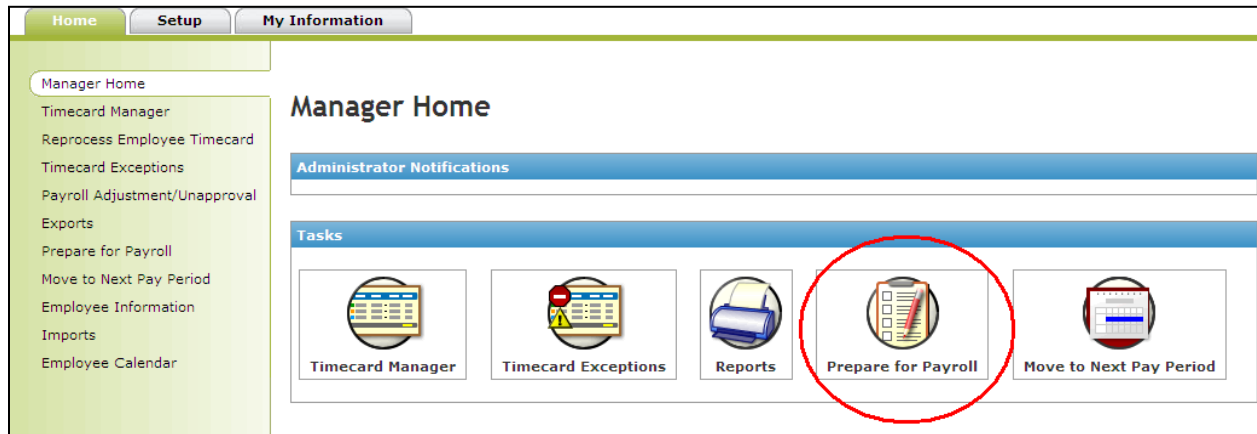 Home Setup My Information
Manager Home
Timecard Manager
Reprocess Employee Timecard
Timecard Exceptions
Payroll Adjustment/Unapproval
Exports
Prepare for Payroll
Move to Next Pay Period
Employee Information
Imports
Employee Calendar
Manager Home
Administrator Notifications
Tasks
Timecard Manager Timecard Exceptions Reports Prepare for Payroll Move to Next Pay Period